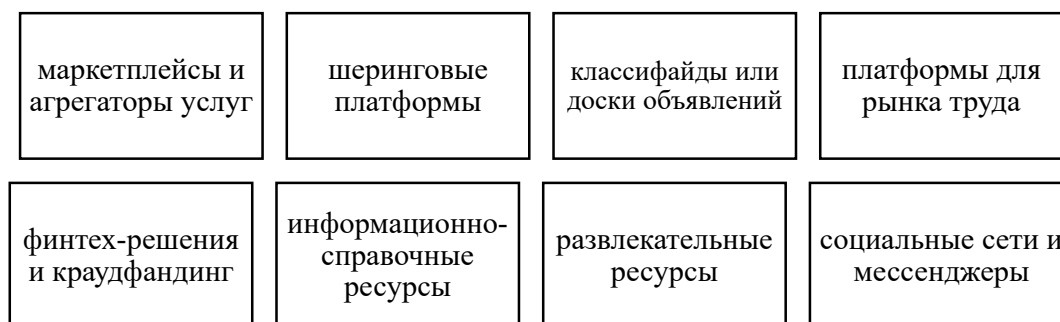 маркетплейсы и
агрегаторы услуг
шеринговые
платформы
классифайды или
доски объявлений
платформы для
рынка труда
финтех-решения
и краудфандинг
информационно-
справочные
ресурсы
развлекательные
ресурсы
социальные сети и
мессенджеры